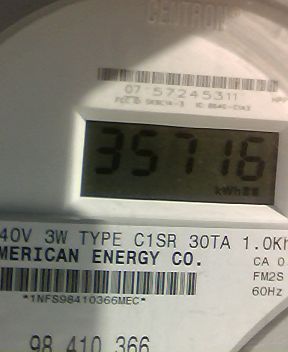 CENTRON
07 57245311
35716
kWh
40V 3W TYPE C1SR 30TA 1.0Kh
MERICAN ENERGY CO.
CA 0.
FM2S
60Hz
*1NFS98410366MEC*
98 410 366